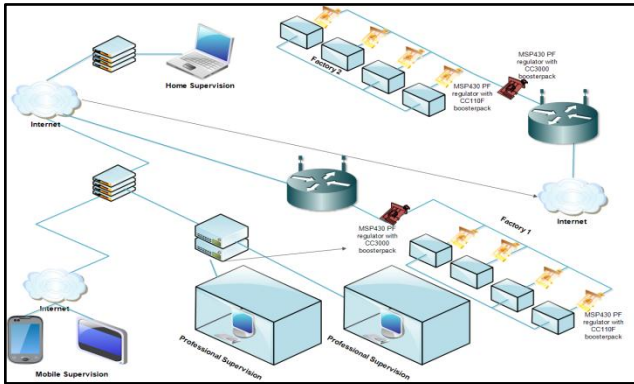 Factory 2
MSP430 PF
regulator with
CC3000
boosterpack
MSP430 PF
regulator with
CC110F
boosterpack
Home Supervision
Internet
Internet
MSP430 PF
regulator with
CC3000
boosterpack
Factory 1
MSP430 PF
regulator with
CC110F
boosterpack
Internet
Mobile Supervision
Professional Supervision
Professional Supervision